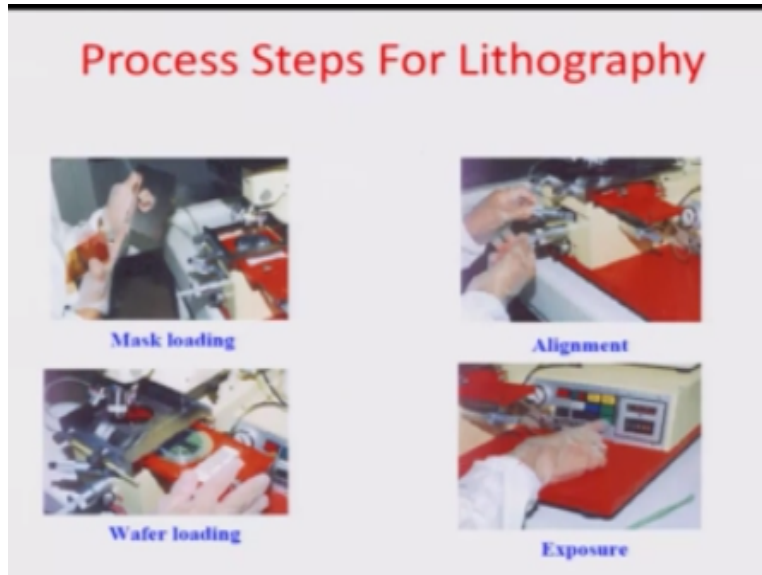 Process Steps For Lithography
Mask loading
Alignment
Wafer loading
Exposure